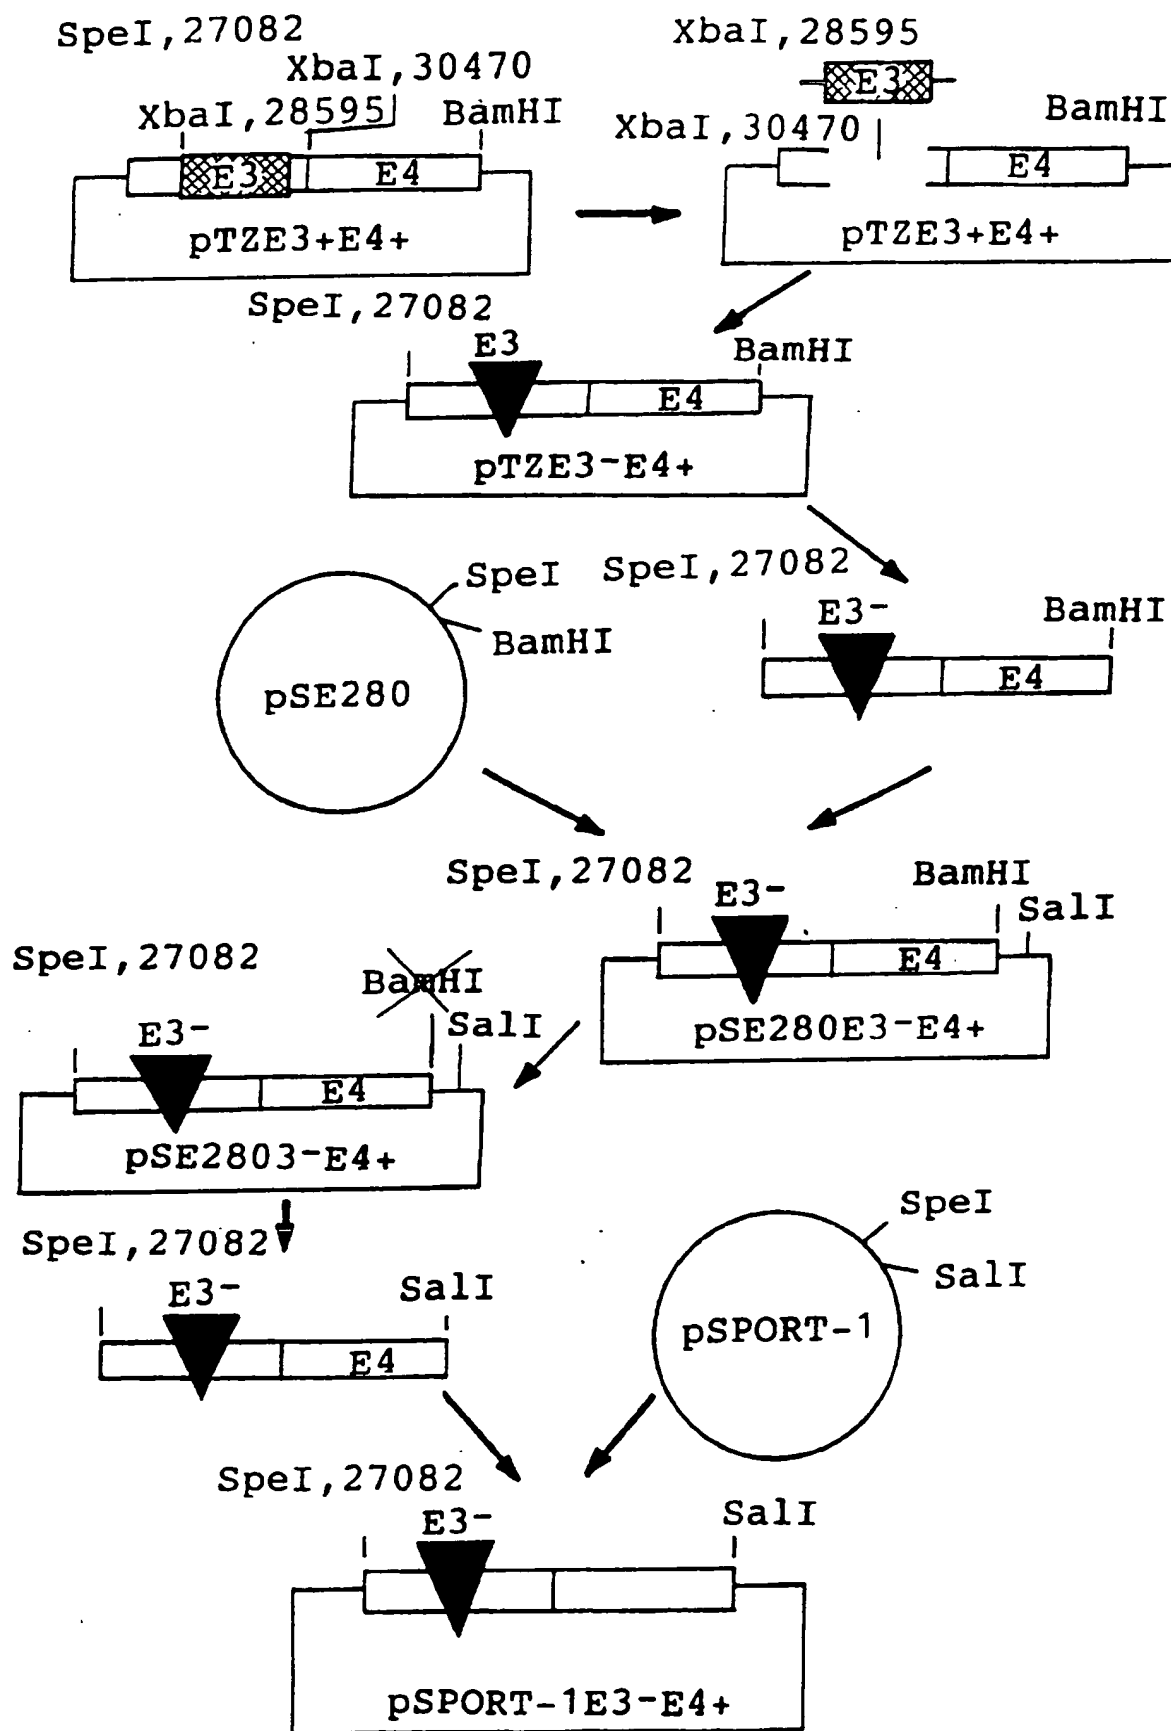 SpeI,27082
XbaI,30470
XbaI,28595
BamHI
E3
E4
pTZE3+E4+
XbaI,28595
E3
XbaI,30470
BamHI
E4
pTZE3+E4+
SpeI,27082
E3
BamHI
E4
pTZE3-E4+
SpeI
BamHI
pSE280
SpeI,27082
E3-
BamHI
E4
SpeI,27082
E3-
BamHI
SalI
E4
pSE280E3-E4+
SpeI,27082
BamHI
E3-
SalI
E4
pSE2803-E4+
SpeI,27082
E3-
SalI
E4
SpeI
SalI
pSPORT-1
SpeI,27082
E3-
SalI
pSPORT-1E3-E4+